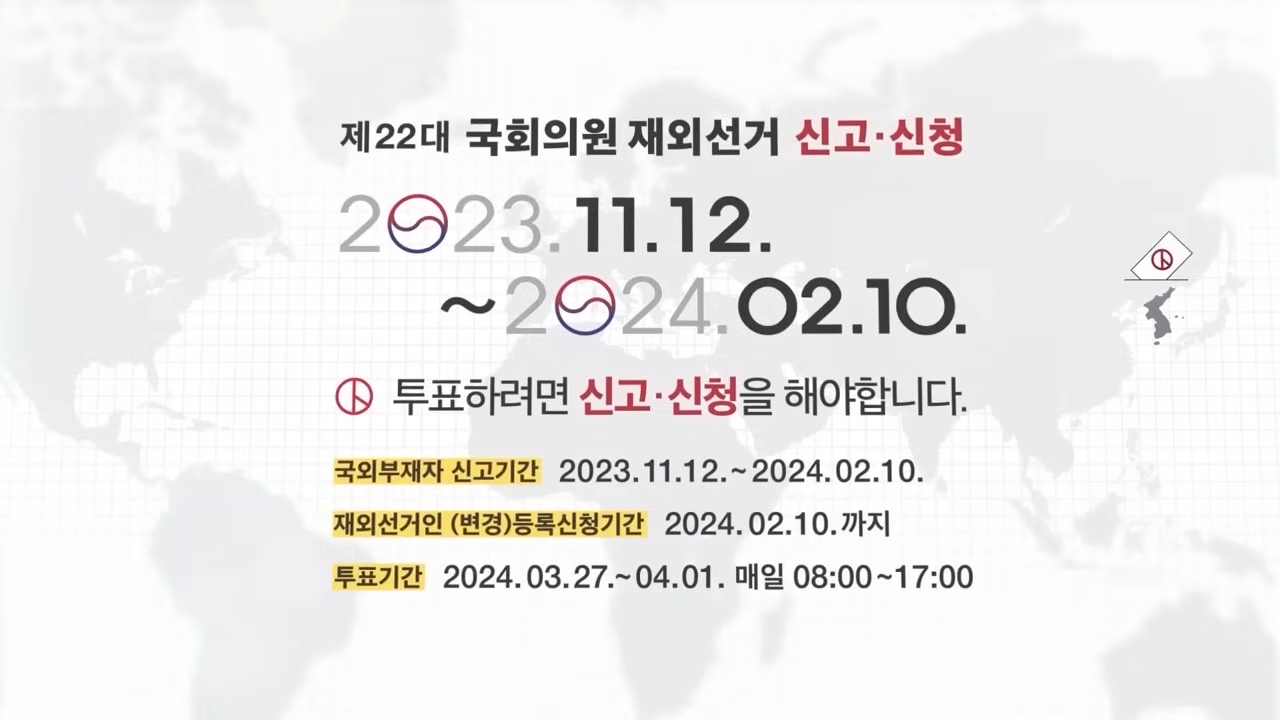 제22대 국회의원 재외선거 신고·신청
2023. 11.12.
~2024. 02.10.
투표하려면 신고·신청을 해야합니다.
국외부재자 신고기간 2023.11.12.~2024.02.10.
재외선거인 (변경)등록신청기간 2024.02.10.까지
투표기간 2024.03.27.~04.01. 매일 08:00~17:00